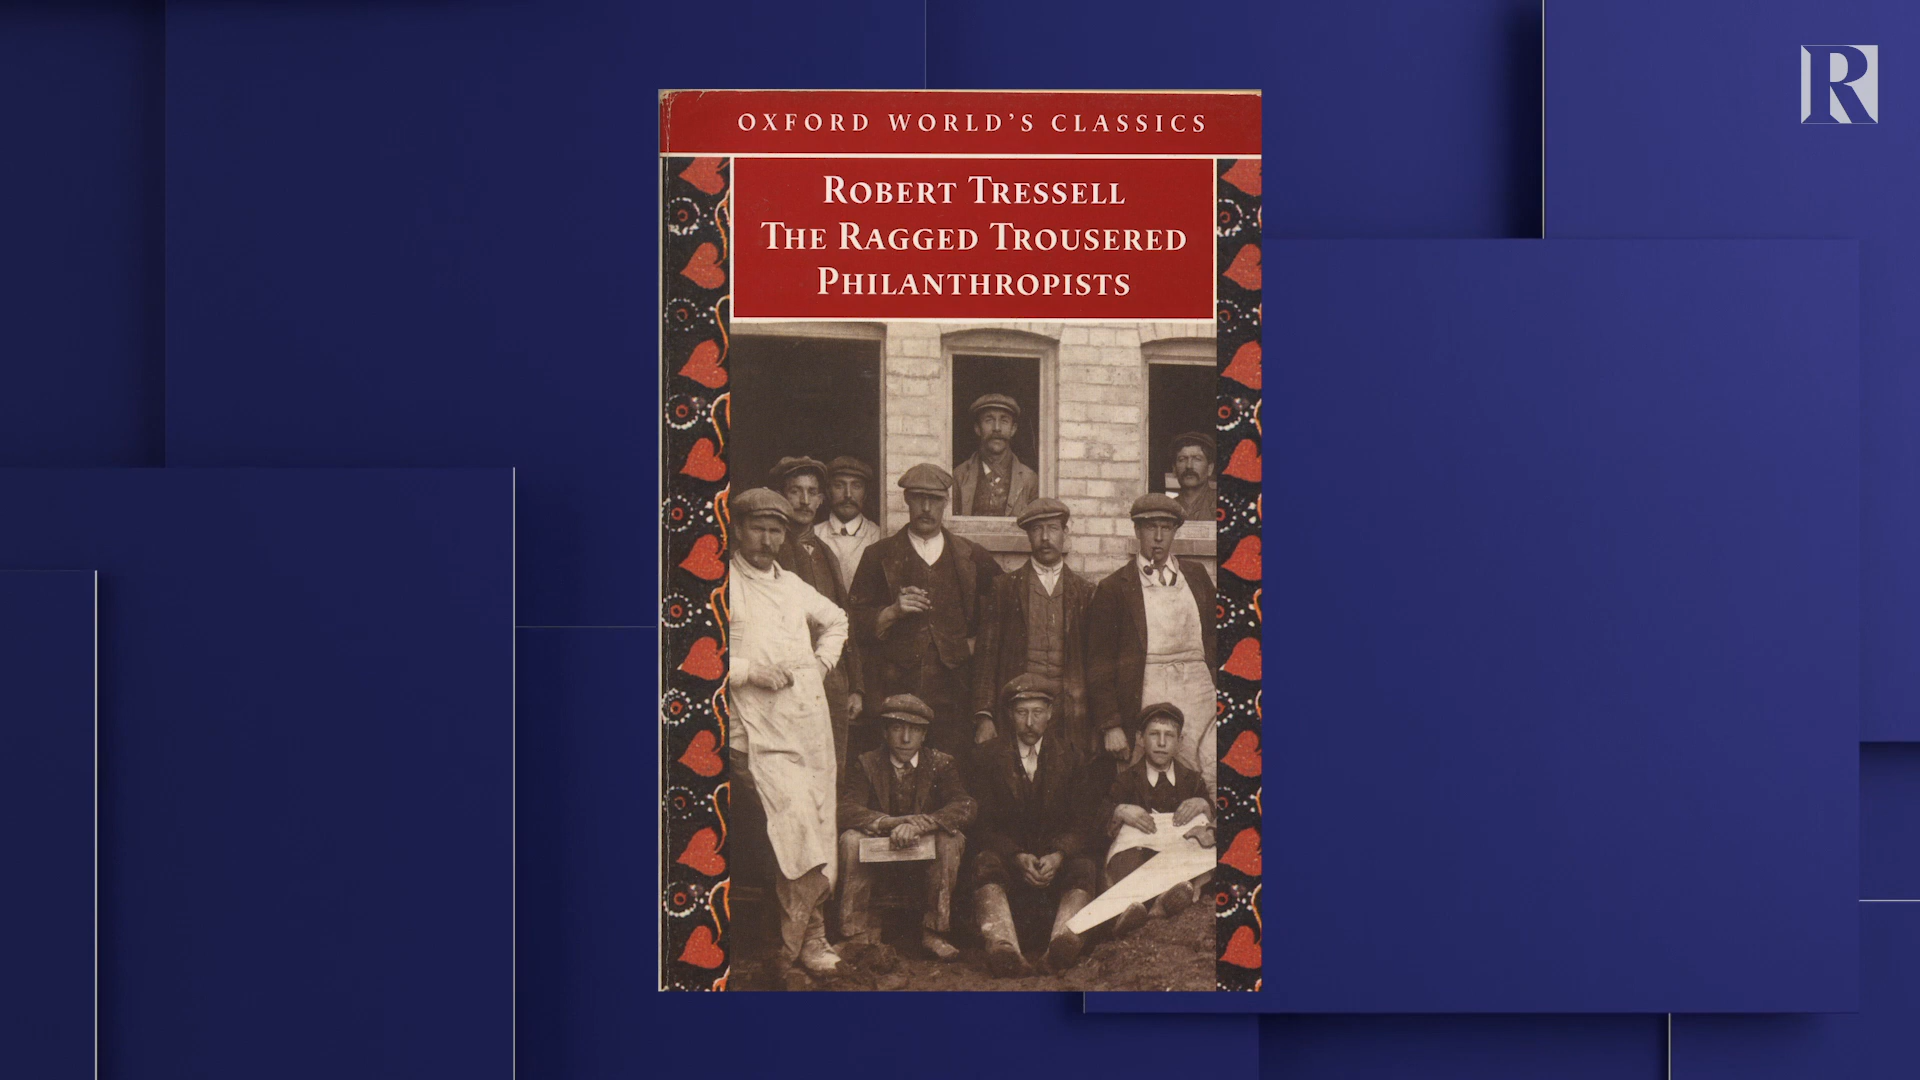 R
OXFORD WORLD'S CLASSICS
ROBERT TRESSELL
THE RAGGED TROUSERED
PHILANTHROPISTS